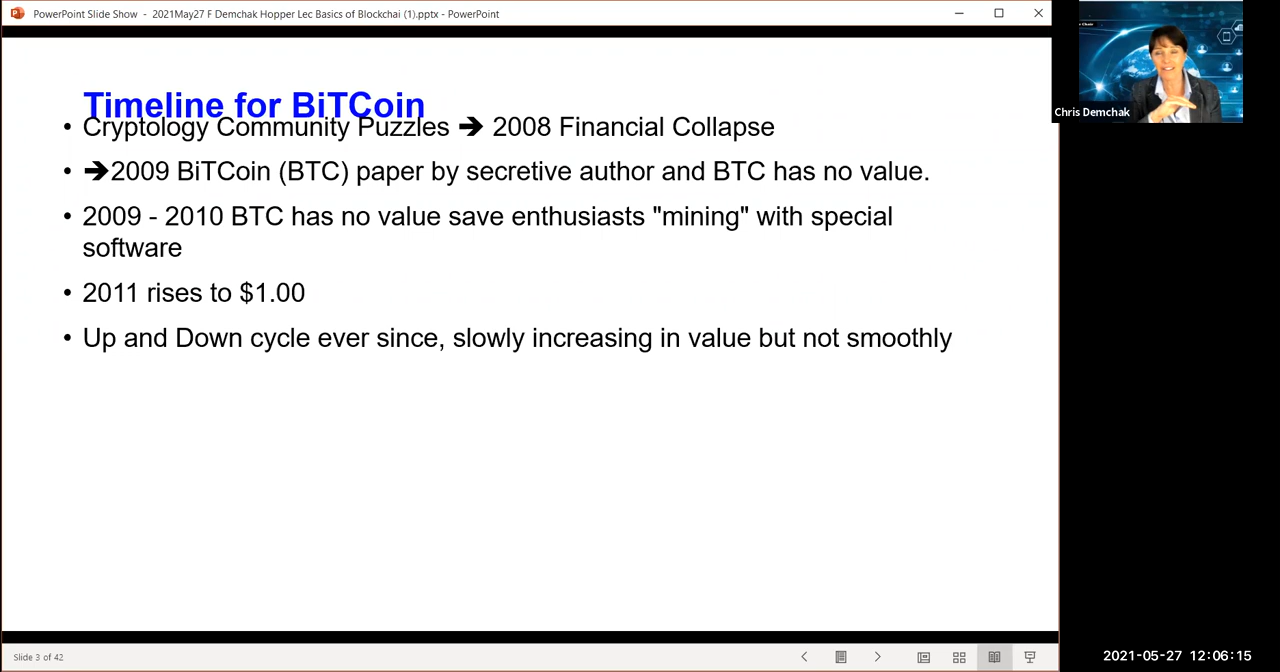 PowerPoint Slide Show - 2021May27 F Demchak Hopper Lec Basics of Blockchai (1).pptx - PowerPoint
Timeline for BiTCoin
• Cryptology Community Puzzles ➔ 2008 Financial Collapse
• ➔2009 BiTCoin (BTC) paper by secretive author and BTC has no value.
• 2009 - 2010 BTC has no value save enthusiasts "mining" with special
software
• 2011 rises to $1.00
• Up and Down cycle ever since, slowly increasing in value but not smoothly
Chris Demchak
Slide 3 of 42
2021-05-27 12:06:15